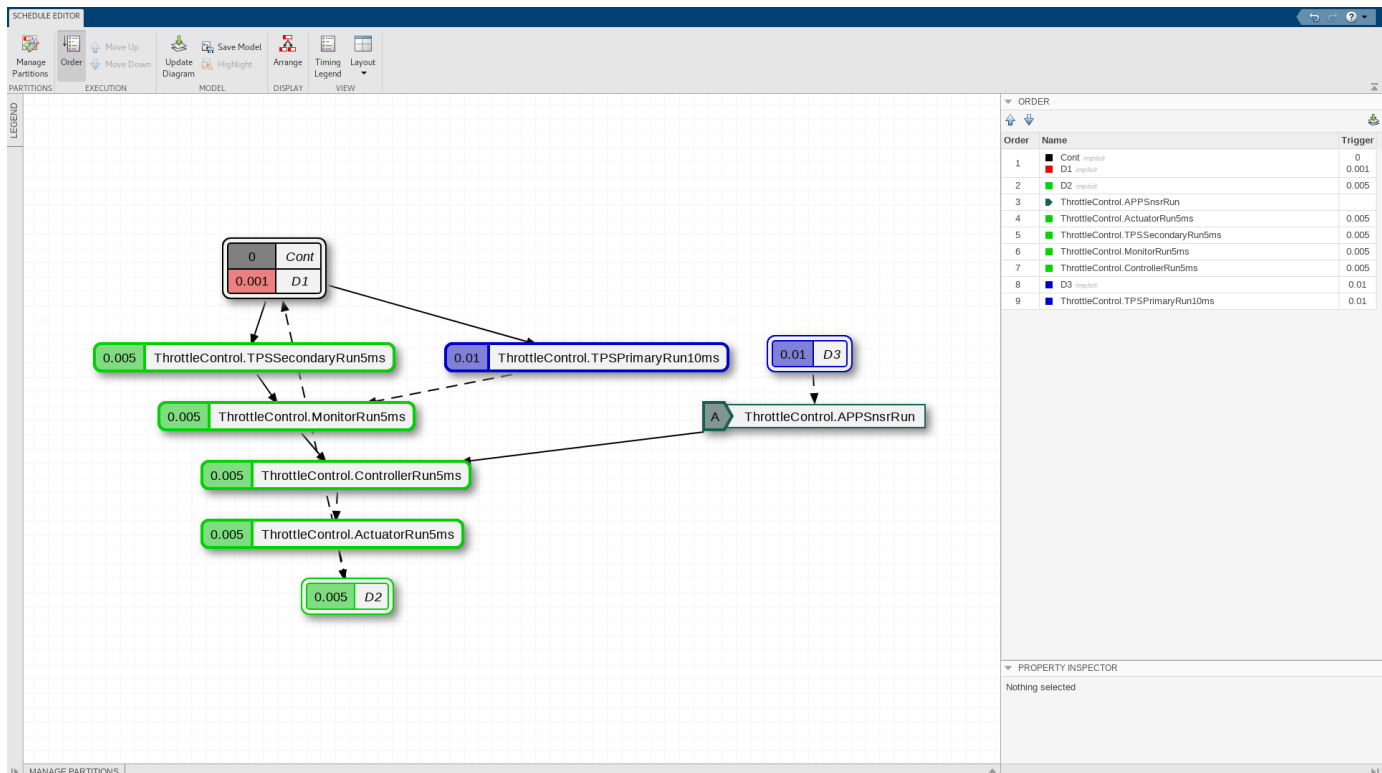 SCHEDULE EDITOR
?
Manage
Partitions
Order
Move Up
Move Down
Update
Diagram
Save Model
Highlight
Arrange
Timing
Legend
Layout
PARTITIONS
EXECUTION
MODEL
DISPLAY
VIEW
LEGEND
0 Cont
0.001 D1
0.005 ThrottleControl.TPSSecondaryRun5ms
0.01 ThrottleControl.TPSPrimaryRun10ms
0.01 D3
0.005 ThrottleControl.MonitorRun5ms
A ThrottleControl.APPSnsrRun
0.005 ThrottleControl.ControllerRun5ms
0.005 ThrottleControl.ActuatorRun5ms
0.005 D2
ORDER
Order Name Trigger
1 Cont implicit 0
D1 implicit 0.001
2 D2 implicit 0.005
3 ThrottleControl.APPSnsrRun
4 ThrottleControl.ActuatorRun5ms 0.005
5 ThrottleControl.TPSSecondaryRun5ms 0.005
6 ThrottleControl.MonitorRun5ms 0.005
7 ThrottleControl.ControllerRun5ms 0.005
8 D3 implicit 0.01
9 ThrottleControl.TPSPrimaryRun10ms 0.01
PROPERTY INSPECTOR
Nothing selected
MANAGE PARTITIONS